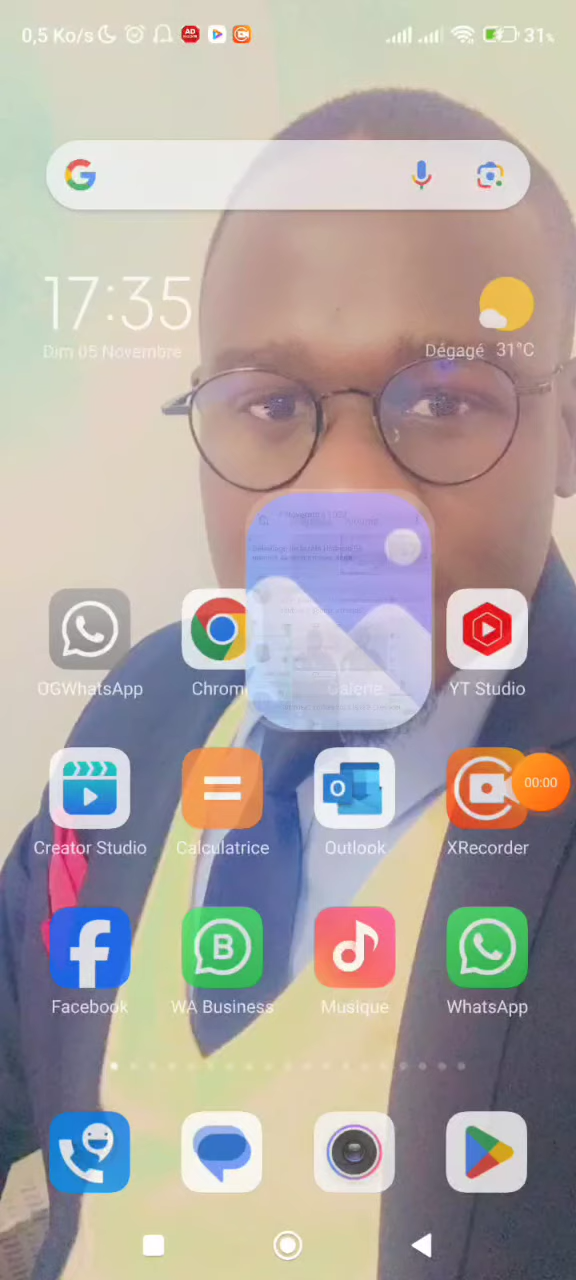 0,5 Ko/s 31%
17:35
Dim 05 Novembre
Dégagé 31°C
OGWhatsApp
Chrom
Galerie
YT Studio
00:00
Creator Studio
Calculatrice
Outlook
XRecorder
Facebook
WA Business
Musique
WhatsApp